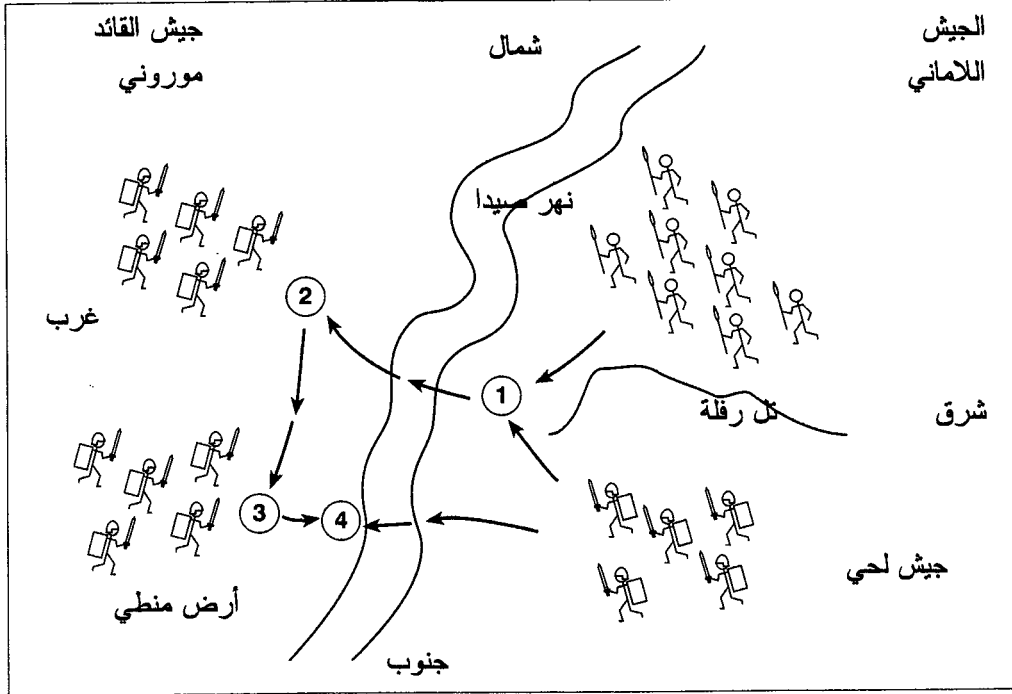 الجيش
اللاماني
شمال
جيش القائد
موروني
نهر صيدا
2
غرب
1
تل رفلة
شرق
3
4
جيش لحي
أرض منطي
جنوب